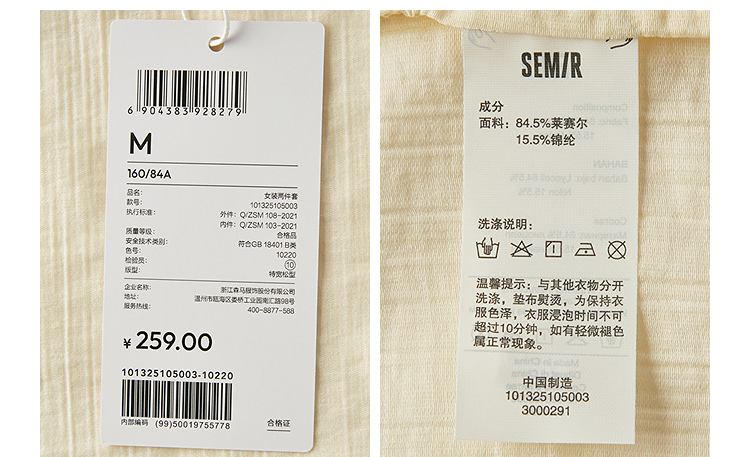 6 904383 928279
M
160/84A
品名: 女装两件套
款号: 101325105003
执行标准: 外件: Q/ZSM 108-2021
内件: Q/ZSM 103-2021
质量等级: 合格品
安全技术类别: 符合GB 18401 B类
色号: 10220
检验员: 10
版型: 特宽松型
企业名称: 浙江森马服饰股份有限公司
地址: 温州市瓯海区娄桥工业园南汇路98号
服务热线: 400-8877-588
¥ 259.00
101325105003-10220
内部编码 (99)50019755778 合格证
SEM/R
成分
面料: 84.5%莱赛尔
15.5%锦纶
洗涤说明:
温馨提示: 与其他衣物分开
洗涤, 垫布熨烫, 为保持衣
服色泽, 衣服浸泡时间不可
超过10分钟, 如有轻微褪色
属正常现象。
中国制造
101325105003
3000291